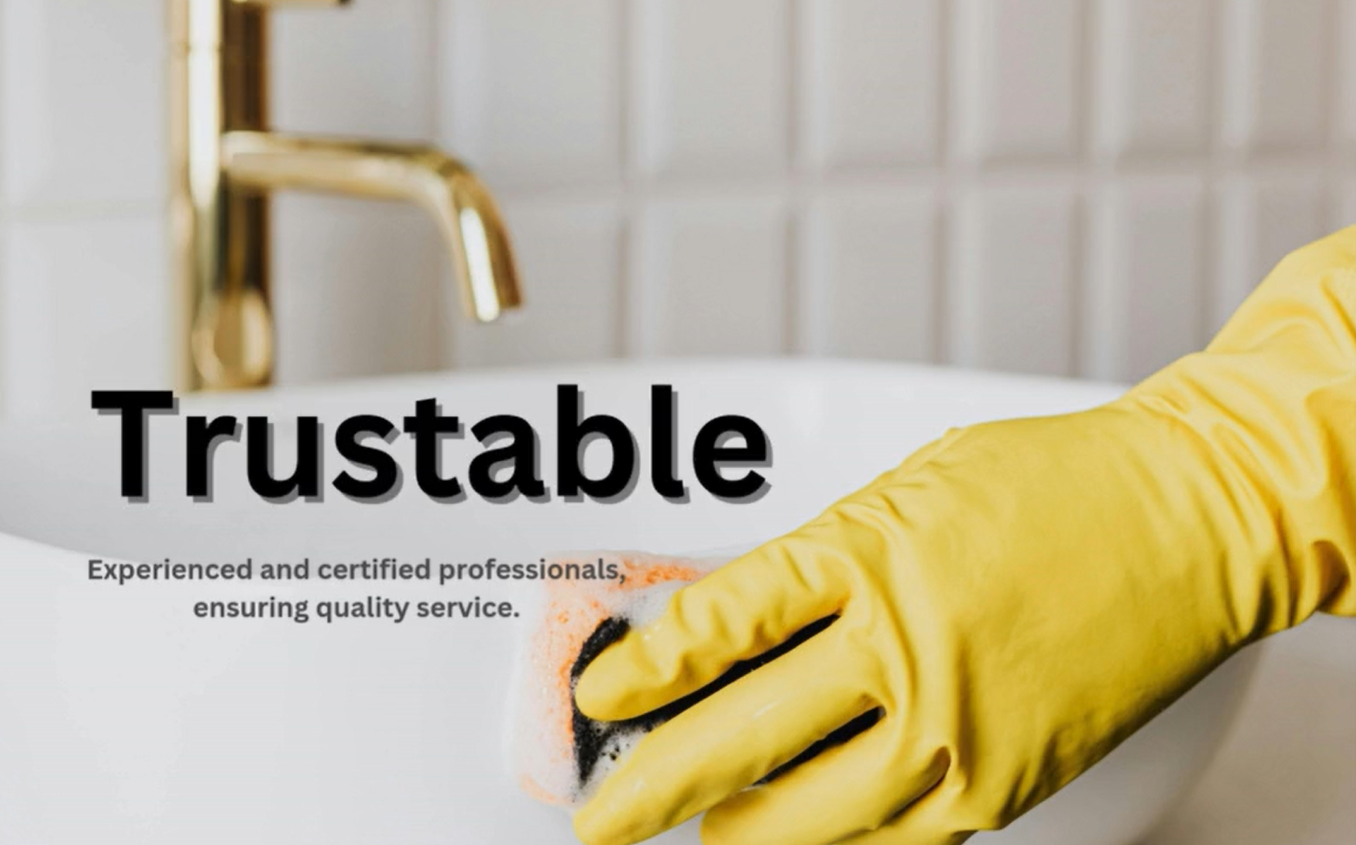 Trustable
Experienced and certified professionals,
ensuring quality service.